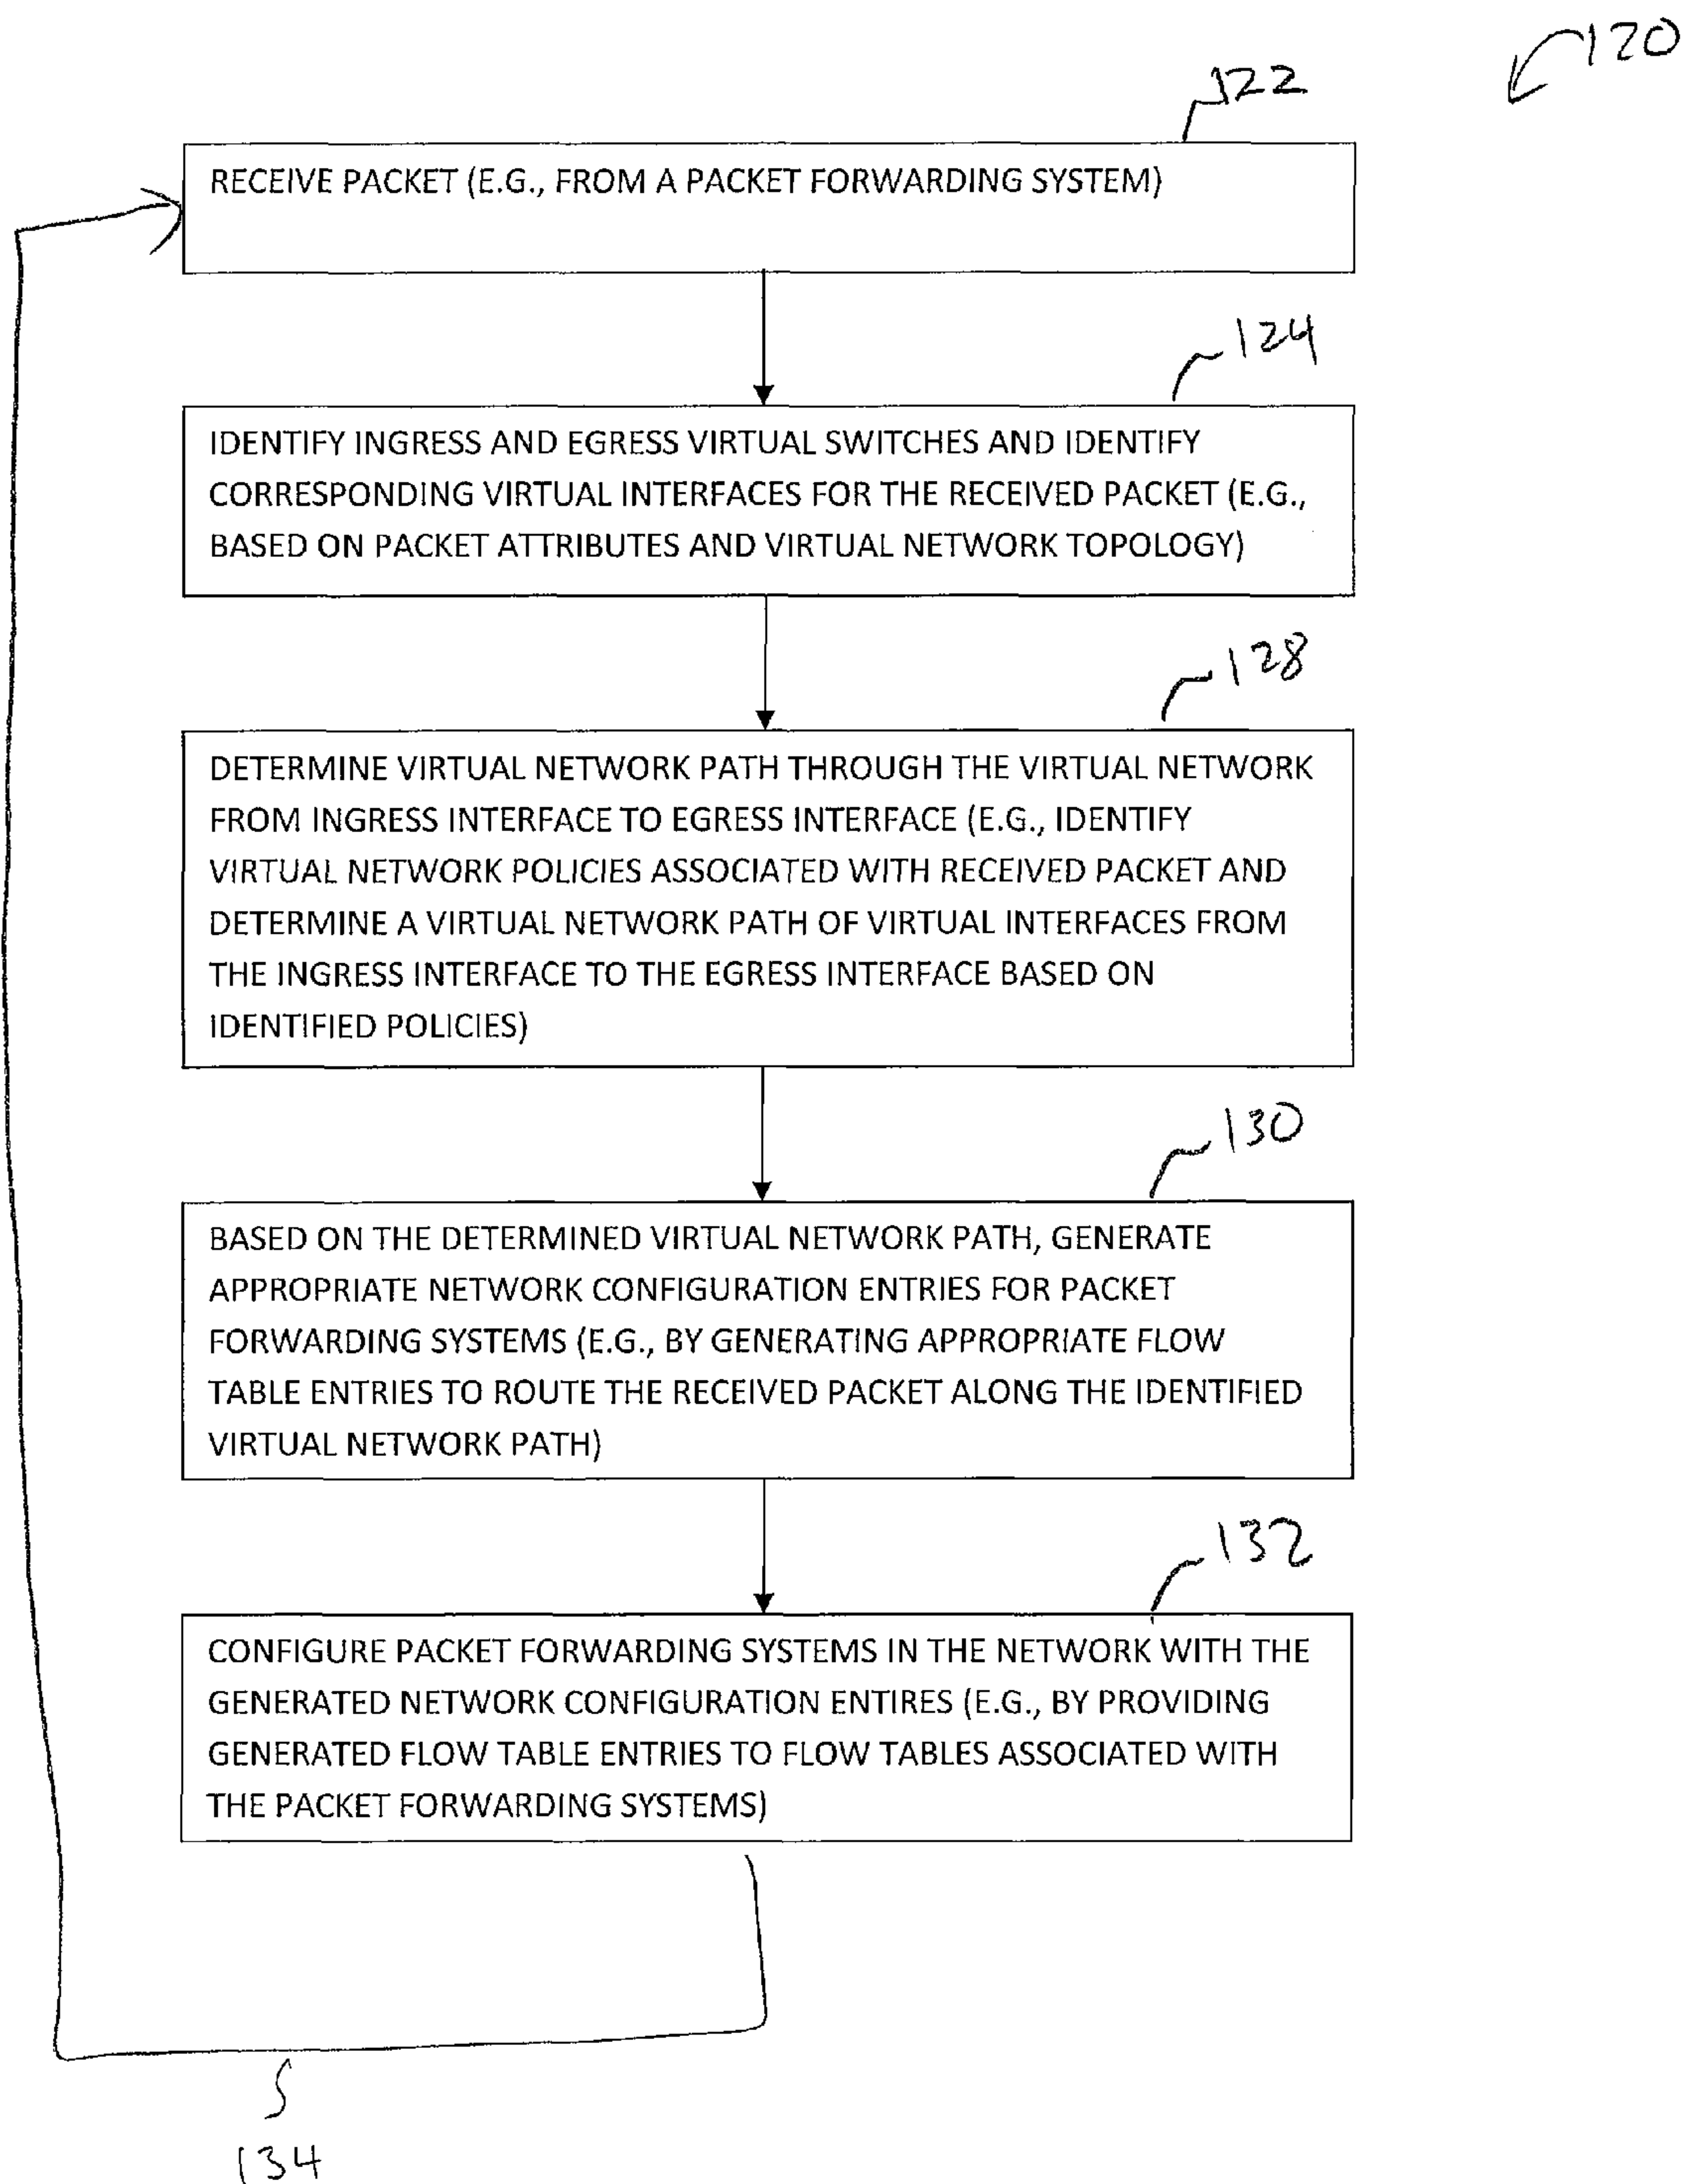 120
122
RECEIVE PACKET (E.G., FROM A PACKET FORWARDING SYSTEM)
124
IDENTIFY INGRESS AND EGRESS VIRTUAL SWITCHES AND IDENTIFY
CORRESPONDING VIRTUAL INTERFACES FOR THE RECEIVED PACKET (E.G.,
BASED ON PACKET ATTRIBUTES AND VIRTUAL NETWORK TOPOLOGY)
128
DETERMINE VIRTUAL NETWORK PATH THROUGH THE VIRTUAL NETWORK
FROM INGRESS INTERFACE TO EGRESS INTERFACE (E.G., IDENTIFY
VIRTUAL NETWORK POLICIES ASSOCIATED WITH RECEIVED PACKET AND
DETERMINE A VIRTUAL NETWORK PATH OF VIRTUAL INTERFACES FROM
THE INGRESS INTERFACE TO THE EGRESS INTERFACE BASED ON
IDENTIFIED POLICIES)
130
BASED ON THE DETERMINED VIRTUAL NETWORK PATH, GENERATE
APPROPRIATE NETWORK CONFIGURATION ENTRIES FOR PACKET
FORWARDING SYSTEMS (E.G., BY GENERATING APPROPRIATE FLOW
TABLE ENTRIES TO ROUTE THE RECEIVED PACKET ALONG THE IDENTIFIED
VIRTUAL NETWORK PATH)
132
CONFIGURE PACKET FORWARDING SYSTEMS IN THE NETWORK WITH THE
GENERATED NETWORK CONFIGURATION ENTIRES (E.G., BY PROVIDING
GENERATED FLOW TABLE ENTRIES TO FLOW TABLES ASSOCIATED WITH
THE PACKET FORWARDING SYSTEMS)
134